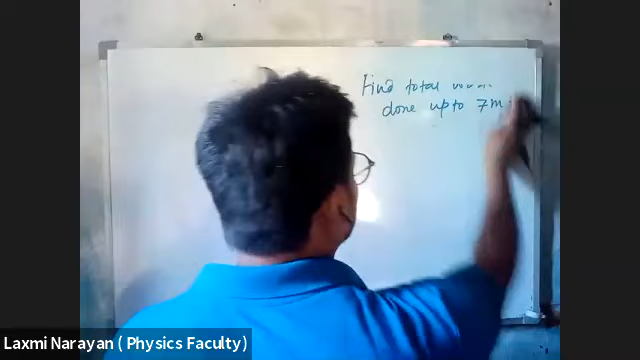 Find total
done upto 7m
Laxmi Narayan ( Physics Faculty)